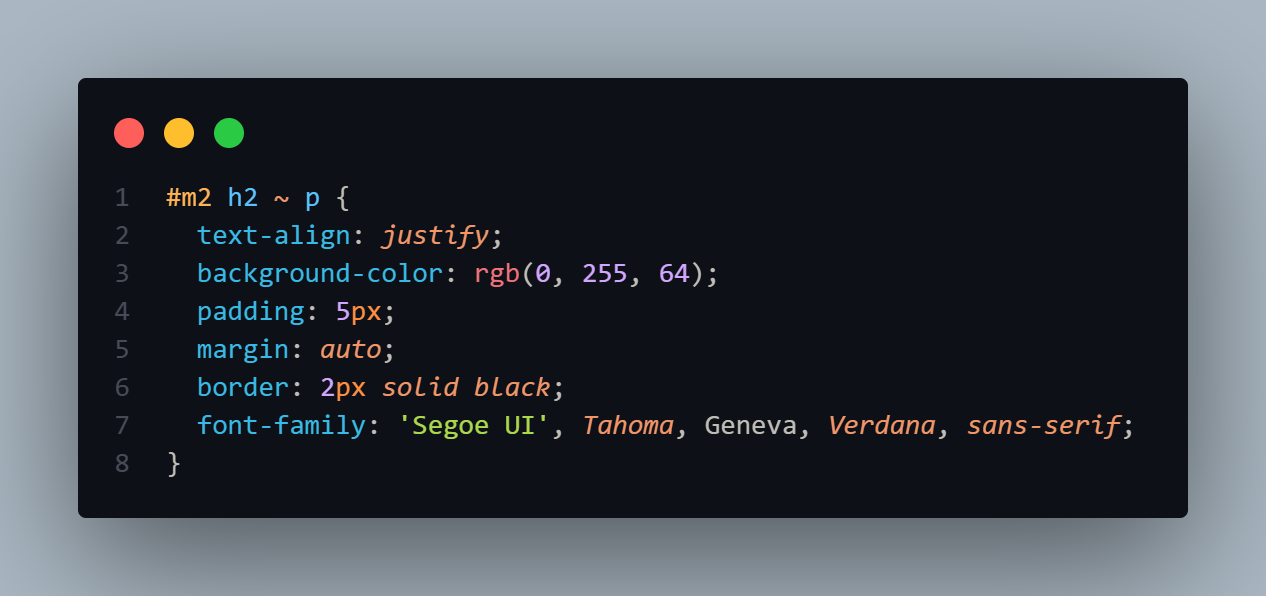 1 #m2 h2 ~ p {
2 text-align: justify;
3 background-color: rgb(0, 255, 64);
4 padding: 5px;
5 margin: auto;
6 border: 2px solid black;
7 font-family: 'Segoe UI', Tahoma, Geneva, Verdana, sans-serif;
8 }